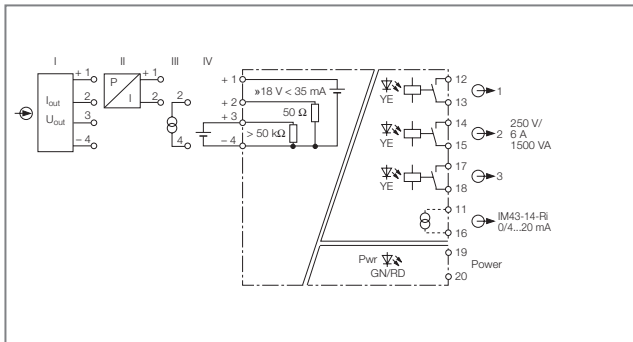 I II III IV
+ 1
2
3
– 4
Iout
Uout
P
I
+ 1
2
2
4
+ 1
+ 2
+ 3
– 4
»18 V < 35 mA
50 Ω
> 50 kΩ
YE
12
13
1
YE
14
15
2
250 V/
6 A
1500 VA
YE
17
18
3
11
16
IM43-14-Ri
0/4...20 mA
Pwr
GN/RD
19
20
Power